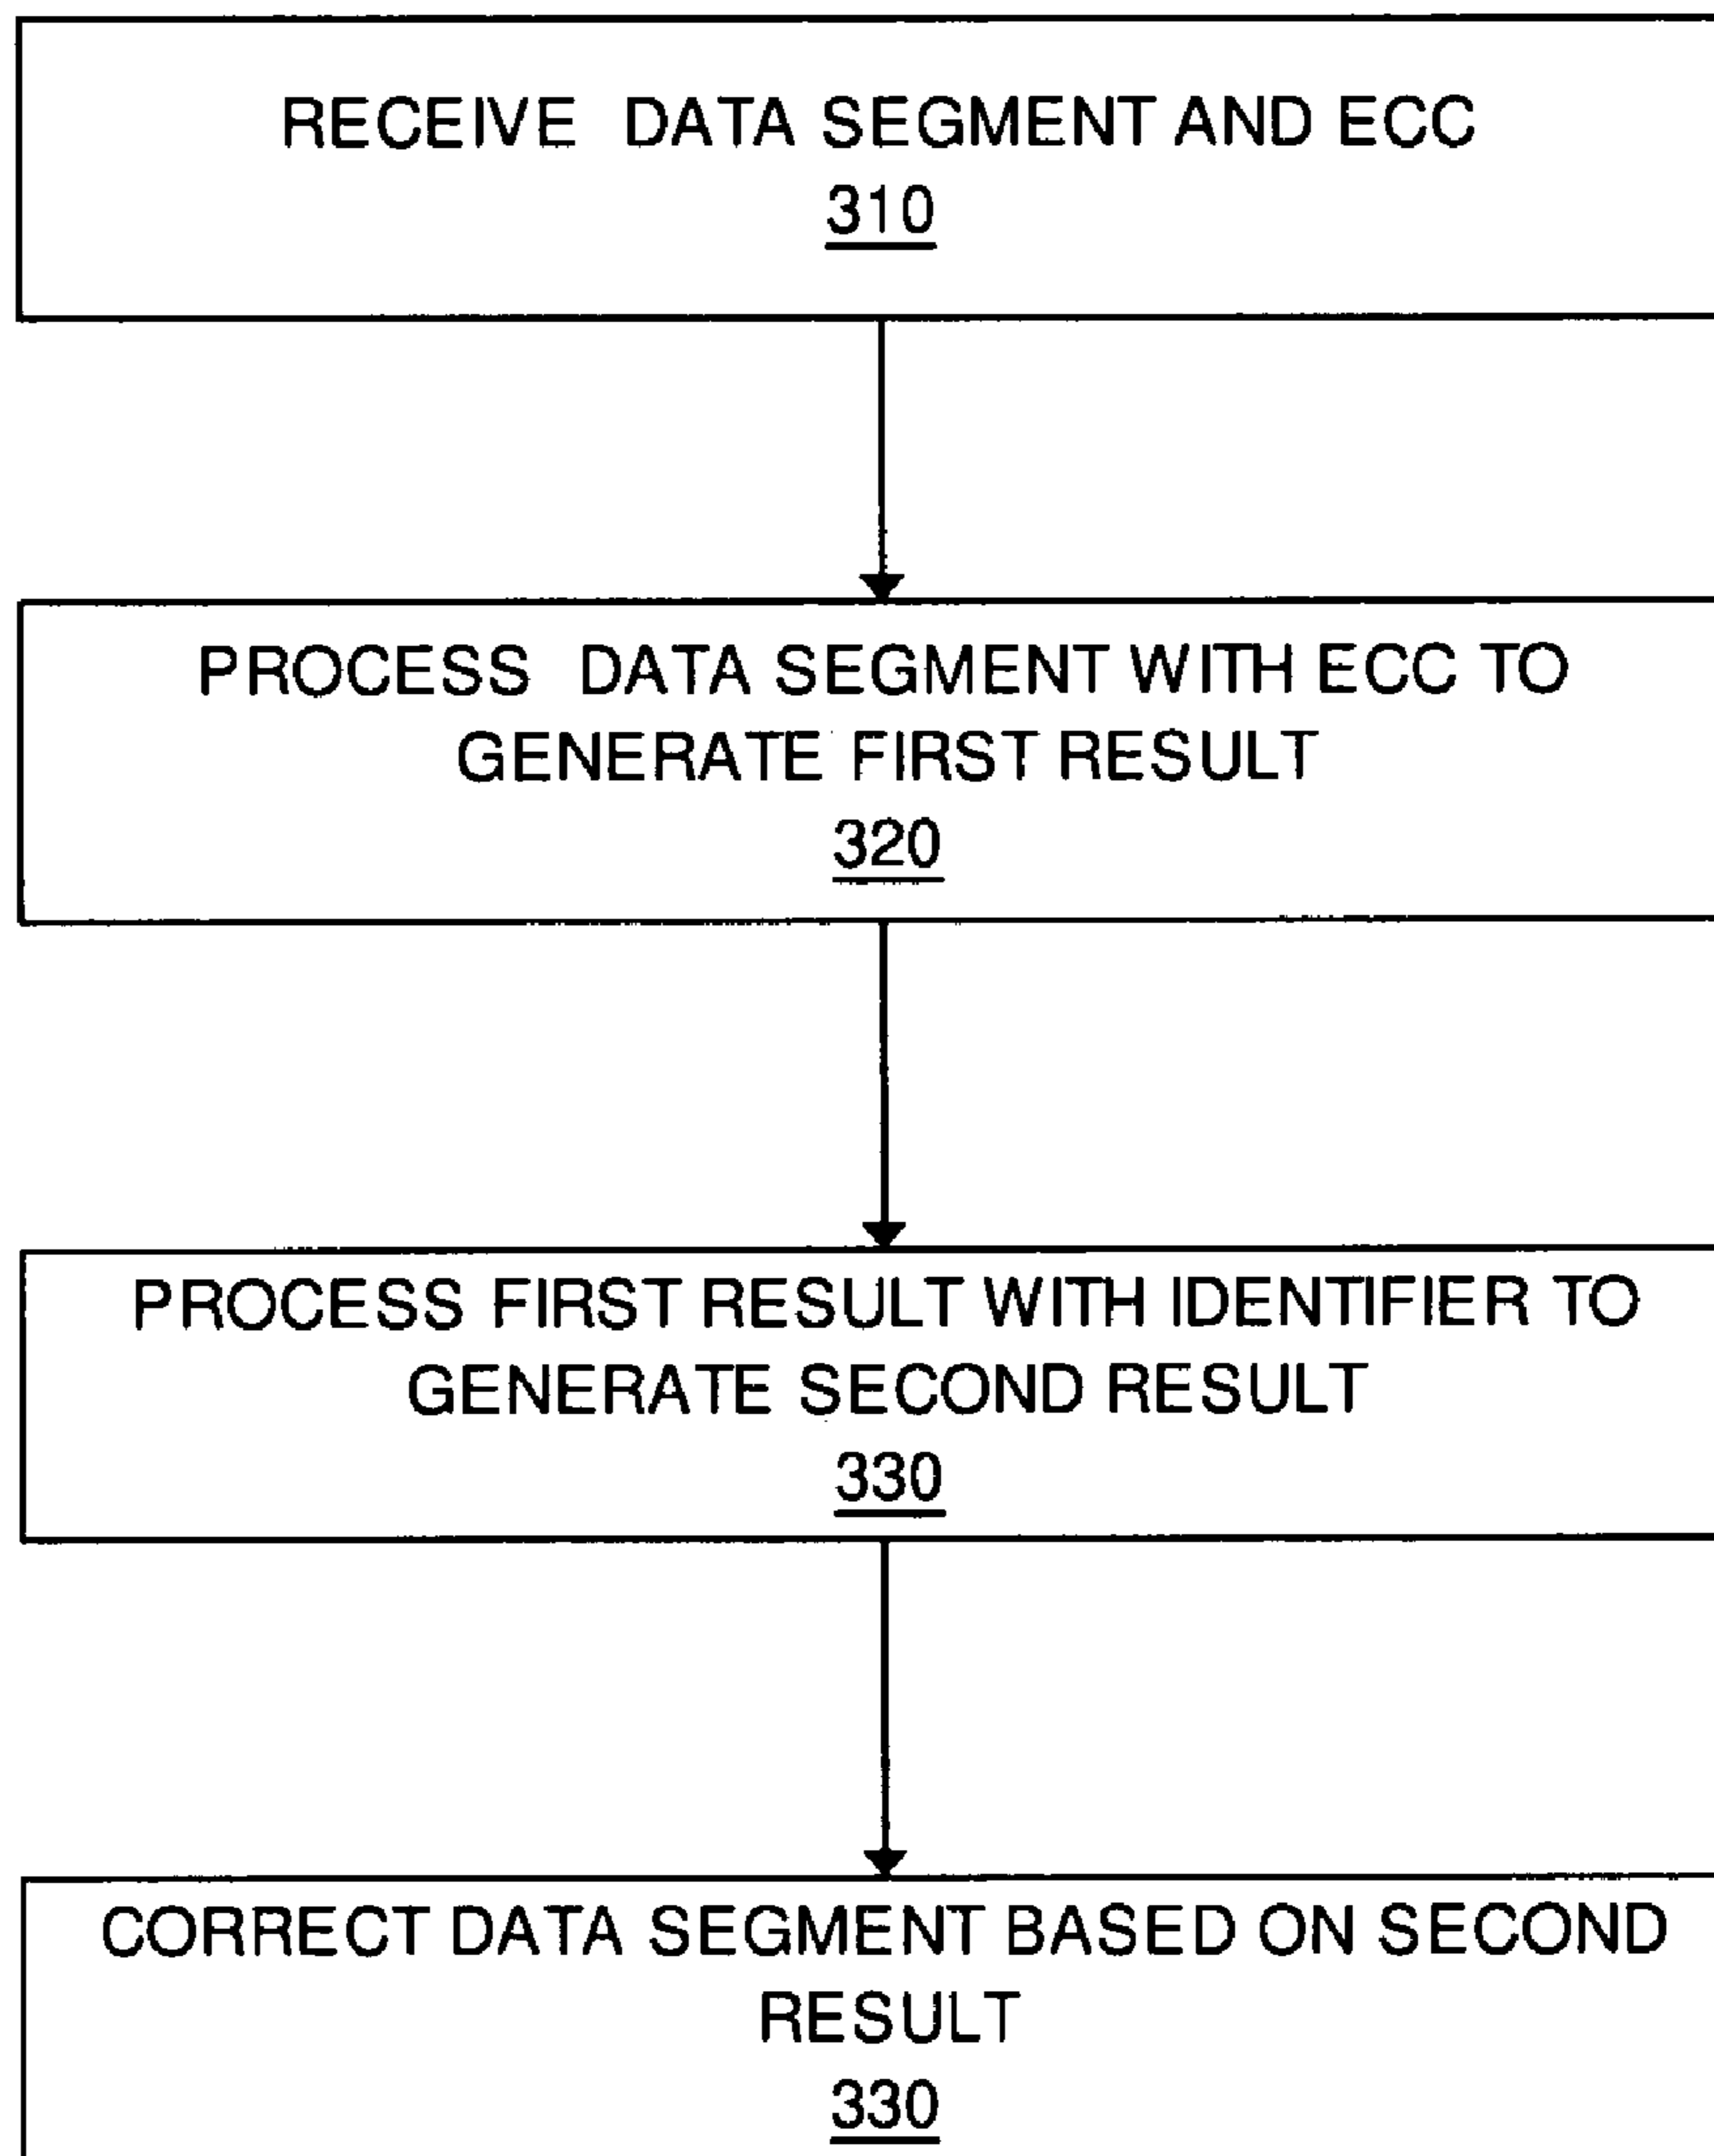 RECEIVE DATA SEGMENT AND ECC
310
PROCESS DATA SEGMENT WITH ECC TO
GENERATE FIRST RESULT
320
PROCESS FIRST RESULT WITH IDENTIFIER TO
GENERATE SECOND RESULT
330
CORRECT DATA SEGMENT BASED ON SECOND
RESULT
330